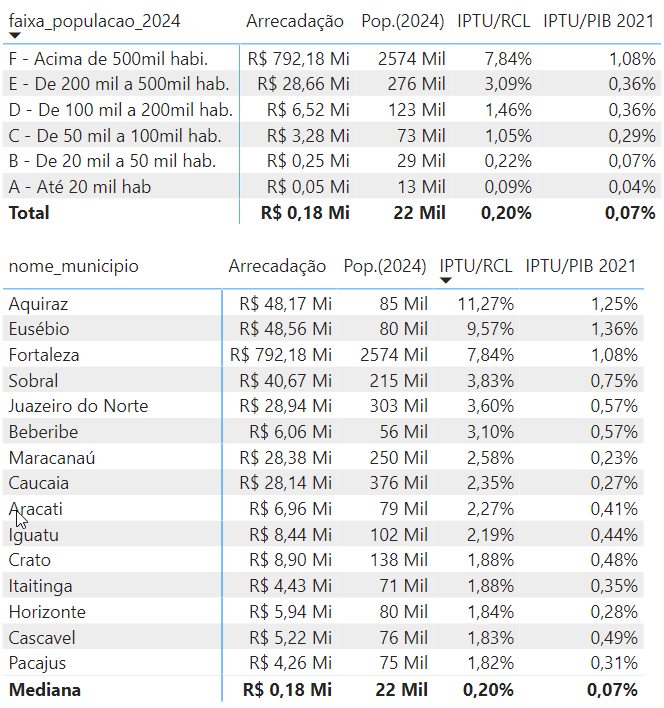 faixa_populacao_2024 Arrecadação Pop.(2024) IPTU/RCL IPTU/PIB 2021
F - Acima de 500mil habi. R$ 792,18 Mi 2574 Mil 7,84% 1,08%
E - De 200 mil a 500mil hab. R$ 28,66 Mi 276 Mil 3,09% 0,36%
D - De 100 mil a 200mil hab. R$ 6,52 Mi 123 Mil 1,46% 0,36%
C - De 50 mil a 100mil hab. R$ 3,28 Mi 73 Mil 1,05% 0,29%
B - De 20 mil a 50 mil hab. R$ 0,25 Mi 29 Mil 0,22% 0,07%
A - Até 20 mil hab R$ 0,05 Mi 13 Mil 0,09% 0,04%
Total R$ 0,18 Mi 22 Mil 0,20% 0,07%
nome_municipio Arrecadação Pop.(2024) IPTU/RCL IPTU/PIB 2021
Aquiraz R$ 48,17 Mi 85 Mil 11,27% 1,25%
Eusébio R$ 48,56 Mi 80 Mil 9,57% 1,36%
Fortaleza R$ 792,18 Mi 2574 Mil 7,84% 1,08%
Sobral R$ 40,67 Mi 215 Mil 3,83% 0,75%
Juazeiro do Norte R$ 28,94 Mi 303 Mil 3,60% 0,57%
Beberibe R$ 6,06 Mi 56 Mil 3,10% 0,57%
Maracanaú R$ 28,38 Mi 250 Mil 2,58% 0,23%
Caucaia R$ 28,14 Mi 376 Mil 2,35% 0,27%
Aracati R$ 6,96 Mi 79 Mil 2,27% 0,41%
Iguatu R$ 8,44 Mi 102 Mil 2,19% 0,44%
Crato R$ 8,90 Mi 138 Mil 1,88% 0,48%
Itaitinga R$ 4,43 Mi 71 Mil 1,88% 0,35%
Horizonte R$ 5,94 Mi 80 Mil 1,84% 0,28%
Cascavel R$ 5,22 Mi 76 Mil 1,83% 0,49%
Pacajus R$ 4,26 Mi 75 Mil 1,82% 0,31%
Mediana R$ 0,18 Mi 22 Mil 0,20% 0,07%